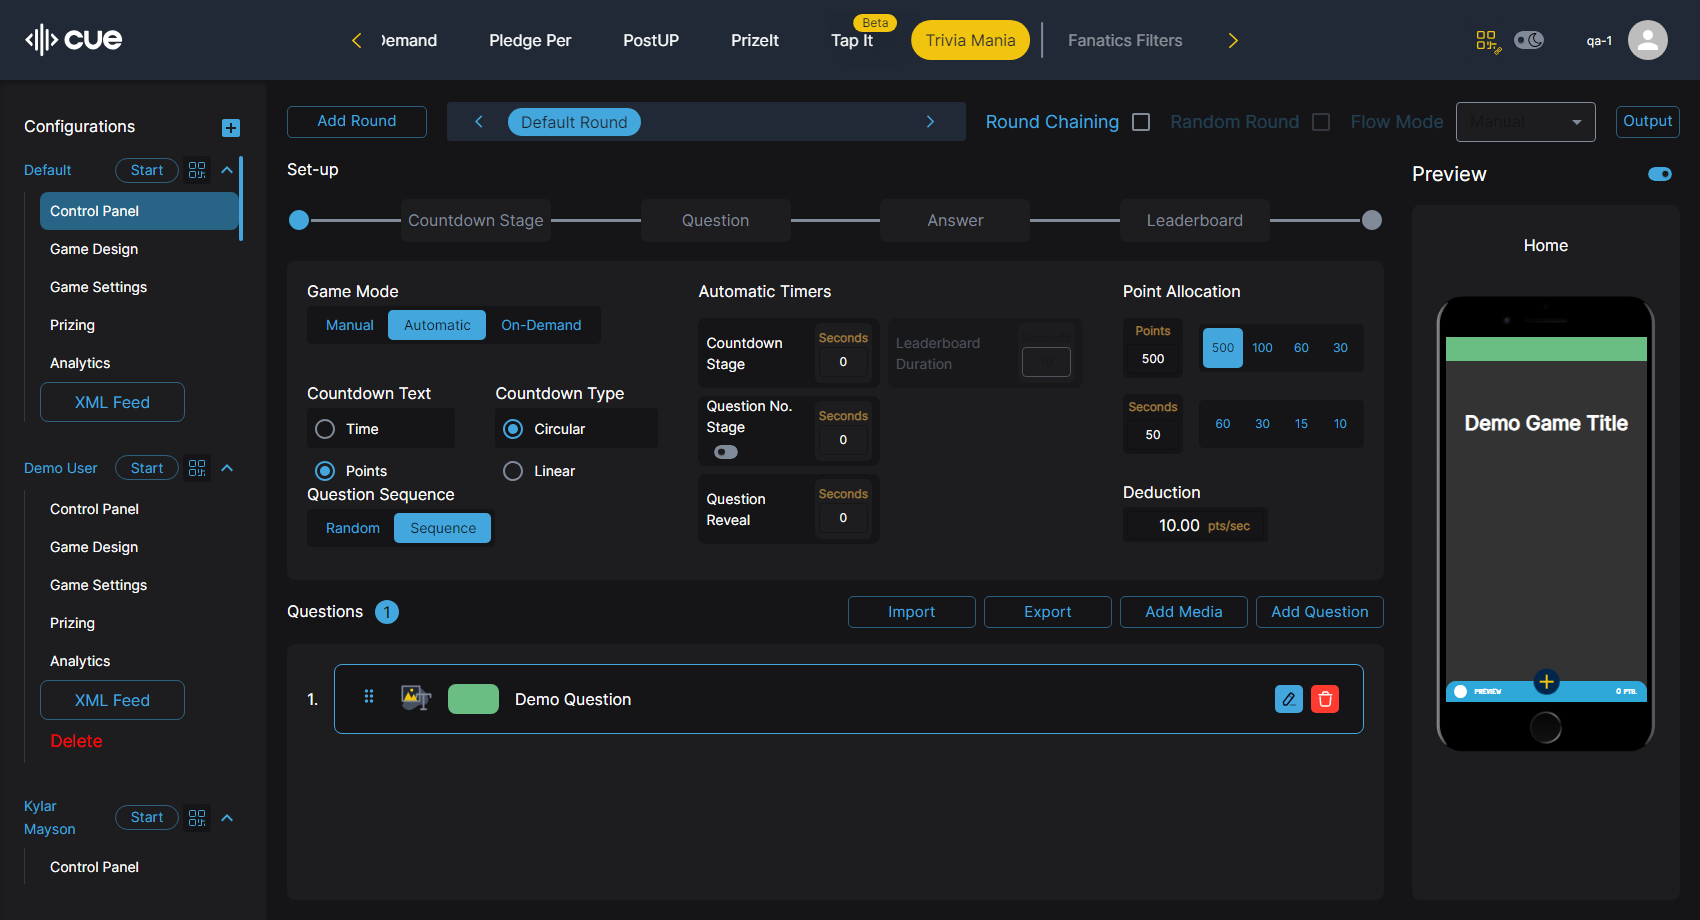 cue
Demand
Pledge Per
PostUP
PrizeIt
Beta
Tap It
Trivia Mania
Fanatics Filters
qa-1
Configurations
Default
Start
Control Panel
Game Design
Game Settings
Prizing
Analytics
XML Feed
Demo User
Start
Control Panel
Game Design
Game Settings
Prizing
Analytics
XML Feed
Delete
Kylar
Mayson
Start
Control Panel
Add Round
Default Round
Round Chaining
Random Round
Flow Mode
Manual
Output
Set-up
Countdown Stage
Question
Answer
Leaderboard
Game Mode
Manual
Automatic
On-Demand
Countdown Text
Time
Points
Countdown Type
Circular
Linear
Question Sequence
Random
Sequence
Automatic Timers
Countdown
Stage
Seconds
0
Leaderboard
Duration
Question No.
Stage
Seconds
0
Question
Reveal
Seconds
0
Point Allocation
Points
500
500
100
60
30
Seconds
50
60
30
15
10
Deduction
10.00 pts/sec
Questions 1
Import
Export
Add Media
Add Question
1.
Demo Question
Preview
Home
Demo Game Title
PREVIEW
0 PTS.